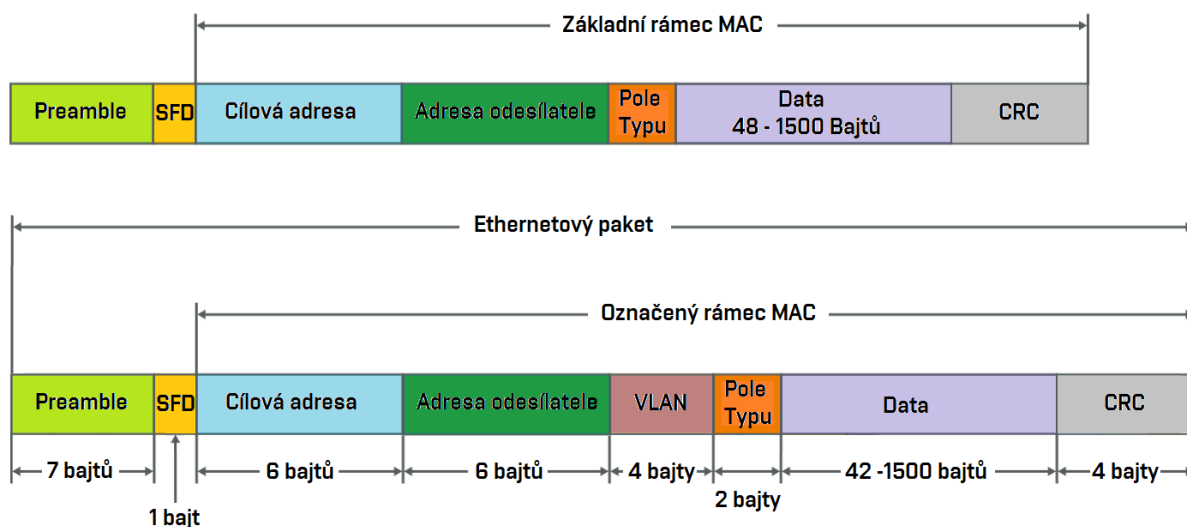 Základní rámec MAC
Preamble SFD Cílová adresa Adresa odesílatele Pole Typu Data 48 - 1500 Bajtů CRC
Ethernetový paket
Označený rámec MAC
Preamble SFD Cílová adresa Adresa odesílatele VLAN Pole Typu Data CRC
7 bajtů 6 bajtů 6 bajtů 4 bajty 42 -1500 bajtů 4 bajty
2 bajty
1 bajt